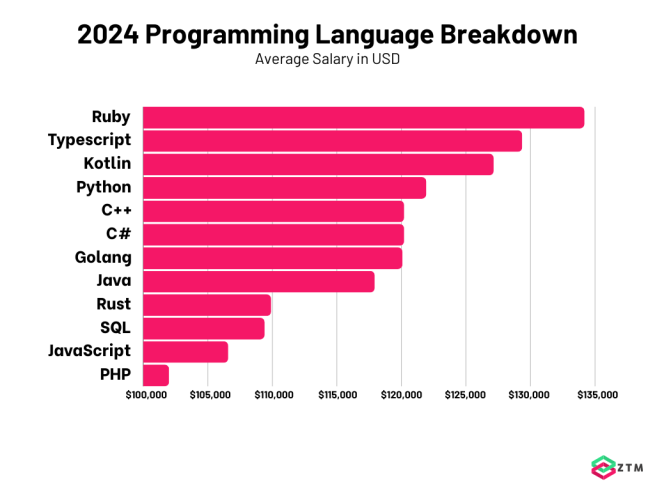 2024 Programming Language Breakdown
Average Salary in USD
Ruby
Typescript
Kotlin
Python
C++
C#
Golang
Java
Rust
SQL
JavaScript
PHP
$100,000 $105,000 $110,000 $115,000 $120,000 $125,000 $130,000 $135,000
ZTM